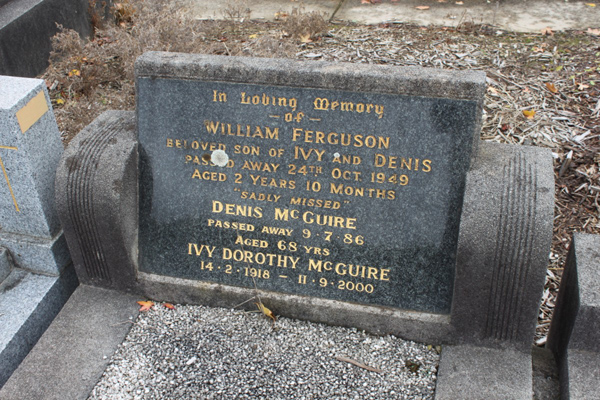 In Loving Memory
- of -
WILLIAM FERGUSON
BELOVED SON OF IVY AND DENIS
PASSED AWAY 24TH OCT. 1949
AGED 2 YEARS 10 MONTHS
"SADLY MISSED"
DENIS McGUIRE
PASSED AWAY 9·7·86
AGED 68 YRS
IVY DOROTHY McGUIRE
14·2·1918 – 11·9·2000